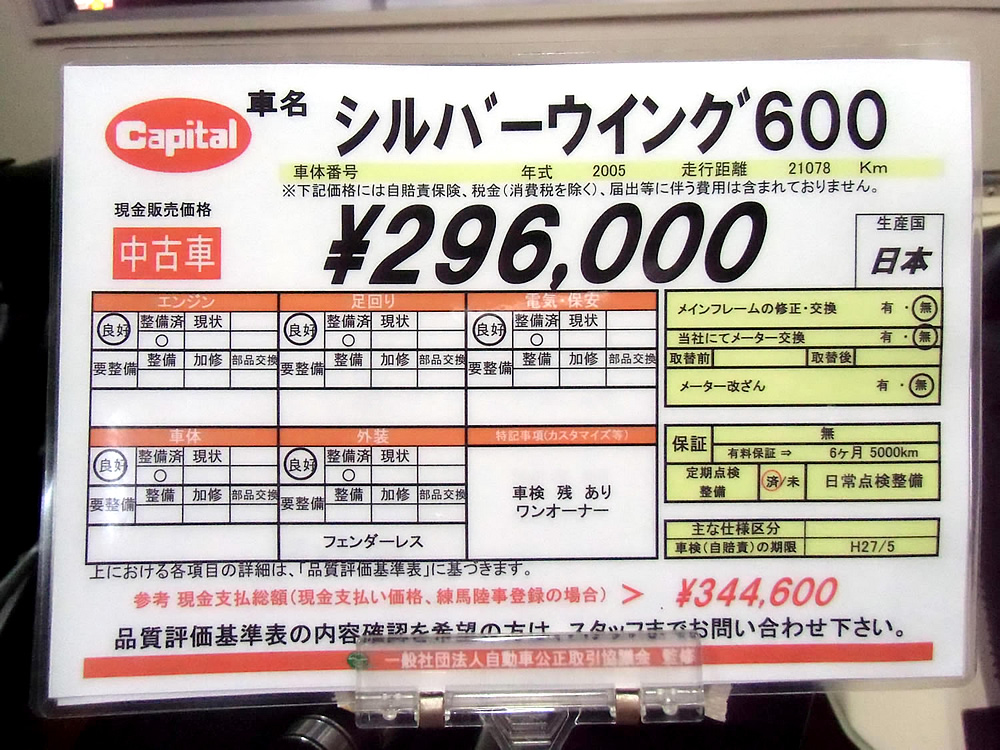 Capital 車名 シルバーウイング600
車体番号 年式 2005 走行距離 21078 Km
※下記価格には自賠責保険、税金(消費税を除く)、届出等に伴う費用は含まれておりません。
現金販売価格
中古車 ¥296,000 生産国 日本
エンジン 足回り 電気・保安
良好 整備済 現状 良好 整備済 現状 良好 整備済 現状
○ ○ ○
要整備 整備 加修 部品交換 要整備 整備 加修 部品交換 要整備 整備 加修 部品交換
メインフレームの修正・交換 有・無
当社にてメーター交換 有・無
取替前 取替後
メーター改ざん 有・無
車体 外装 特記事項(カスタマイズ等)
良好 整備済 現状 良好 整備済 現状
○ ○
要整備 整備 加修 部品交換 要整備 整備 加修 部品交換
フェンダーレス
車検 残 あり
ワンオーナー
保証 無
有料保証 ⇒ 6ヶ月 5000km
定期点検整備 済/未 日常点検整備
主な仕様区分
車検(自賠責)の期限 H27/5
上における各項目の詳細は、「品質評価基準表」に基づきます。
参考 現金支払総額(現金支払い価格、練馬陸事登録の場合) > ¥344,600
品質評価基準表の内容確認を希望の方は、スタッフまでお問い合わせ下さい。
一般社団法人自動車公正取引協議会 監修